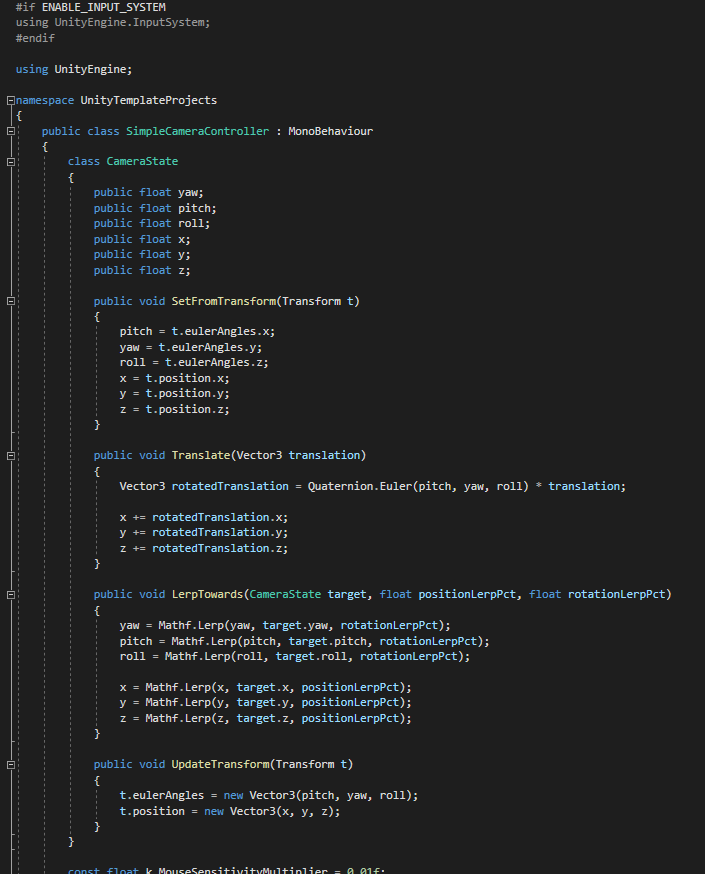 #if ENABLE_INPUT_SYSTEM
using UnityEngine.InputSystem;
#endif
using UnityEngine;
namespace UnityTemplateProjects
{
public class SimpleCameraController : MonoBehaviour
{
class CameraState
{
public float yaw;
public float pitch;
public float roll;
public float x;
public float y;
public float z;
public void SetFromTransform(Transform t)
{
pitch = t.eulerAngles.x;
yaw = t.eulerAngles.y;
roll = t.eulerAngles.z;
x = t.position.x;
y = t.position.y;
z = t.position.z;
}
public void Translate(Vector3 translation)
{
Vector3 rotatedTranslation = Quaternion.Euler(pitch, yaw, roll) * translation;
x += rotatedTranslation.x;
y += rotatedTranslation.y;
z += rotatedTranslation.z;
}
public void LerpTowards(CameraState target, float positionLerpPct, float rotationLerpPct)
{
yaw = Mathf.Lerp(yaw, target.yaw, rotationLerpPct);
pitch = Mathf.Lerp(pitch, target.pitch, rotationLerpPct);
roll = Mathf.Lerp(roll, target.roll, rotationLerpPct);
x = Mathf.Lerp(x, target.x, positionLerpPct);
y = Mathf.Lerp(y, target.y, positionLerpPct);
z = Mathf.Lerp(z, target.z, positionLerpPct);
}
public void UpdateTransform(Transform t)
{
t.eulerAngles = new Vector3(pitch, yaw, roll);
t.position = new Vector3(x, y, z);
}
}
const float k_MouseSensitivityMultiplier = 0.01f;